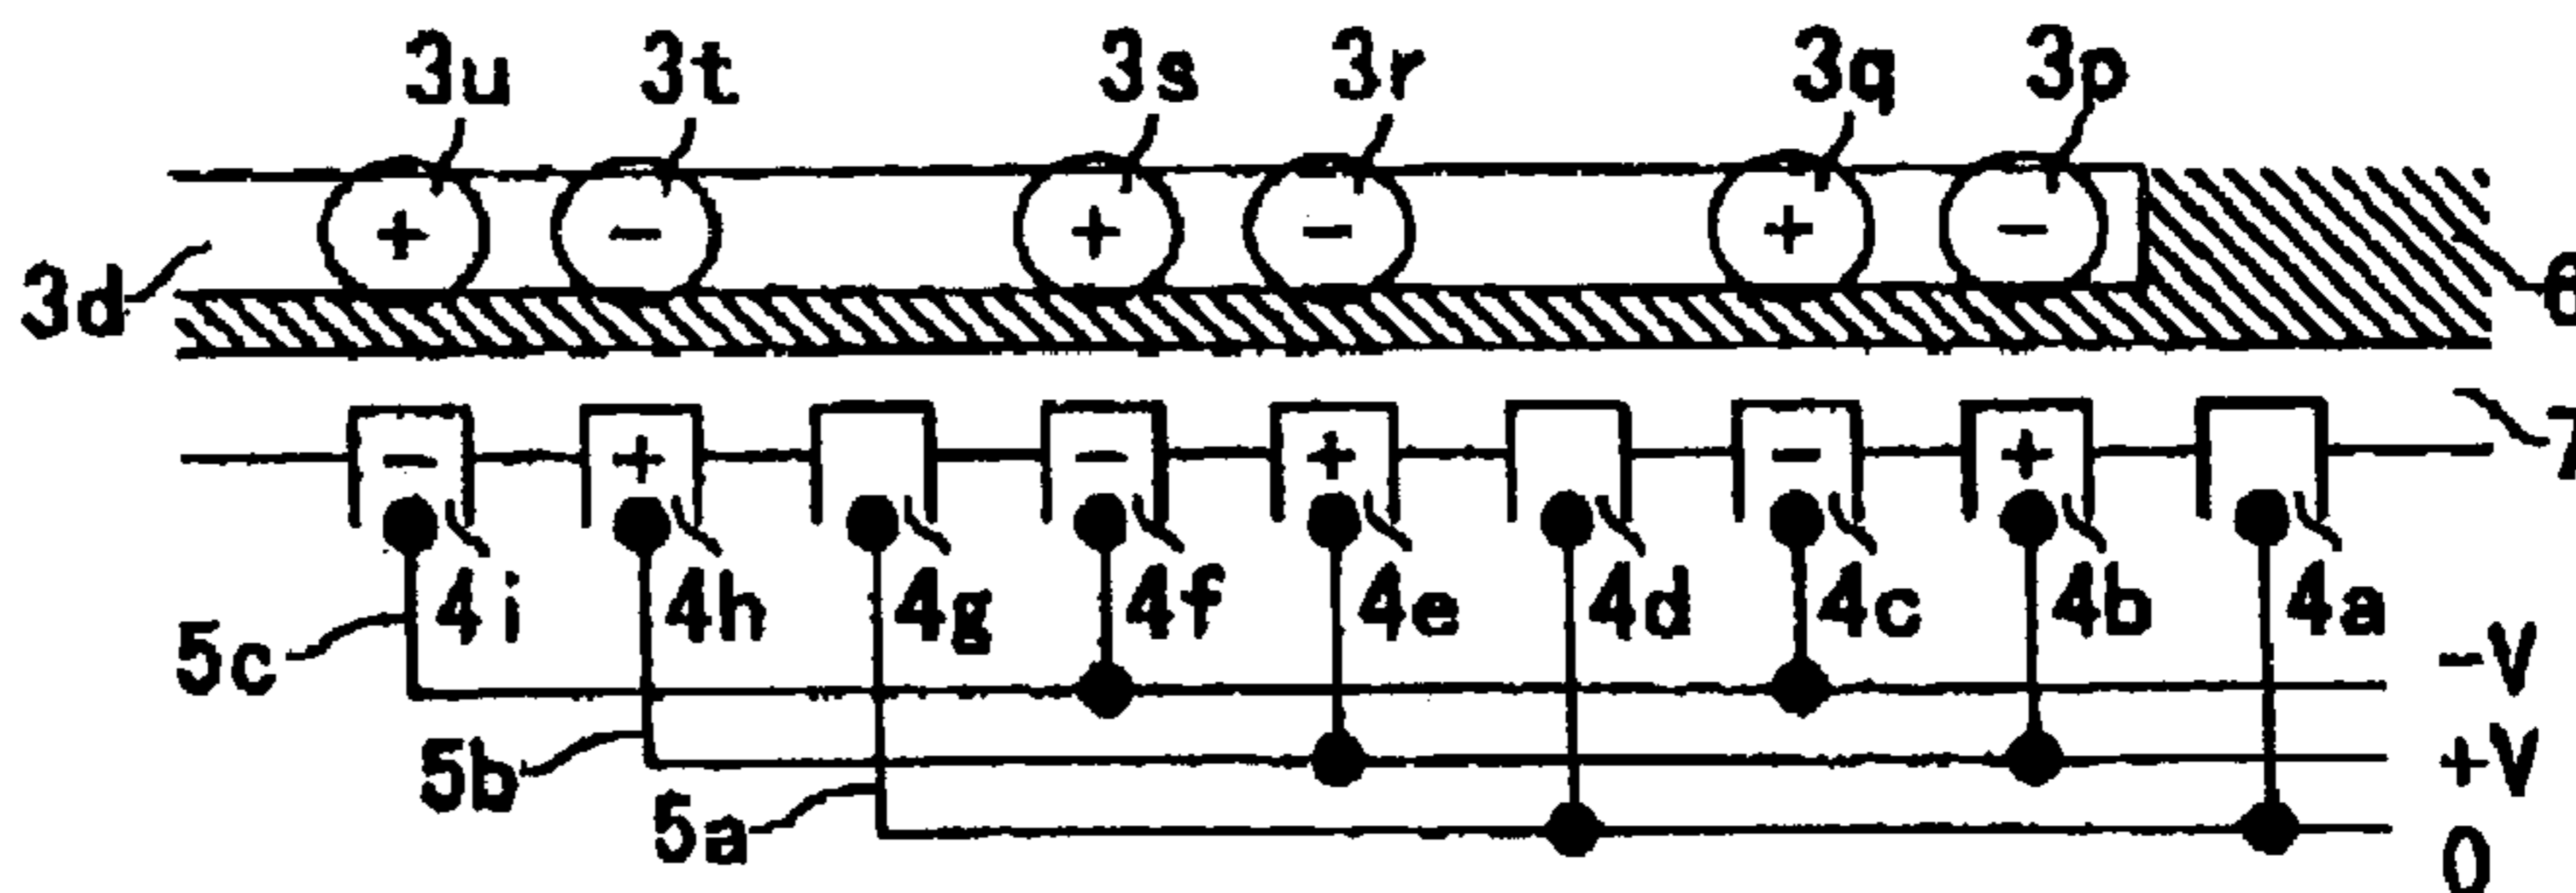 3u 3t 3s 3r 3q 3p
+ - + - + -
3d 6
7
- + - + - +
4i 4h 4g 4f 4e 4d 4c 4b 4a
5c -V
5b +V
5a 0